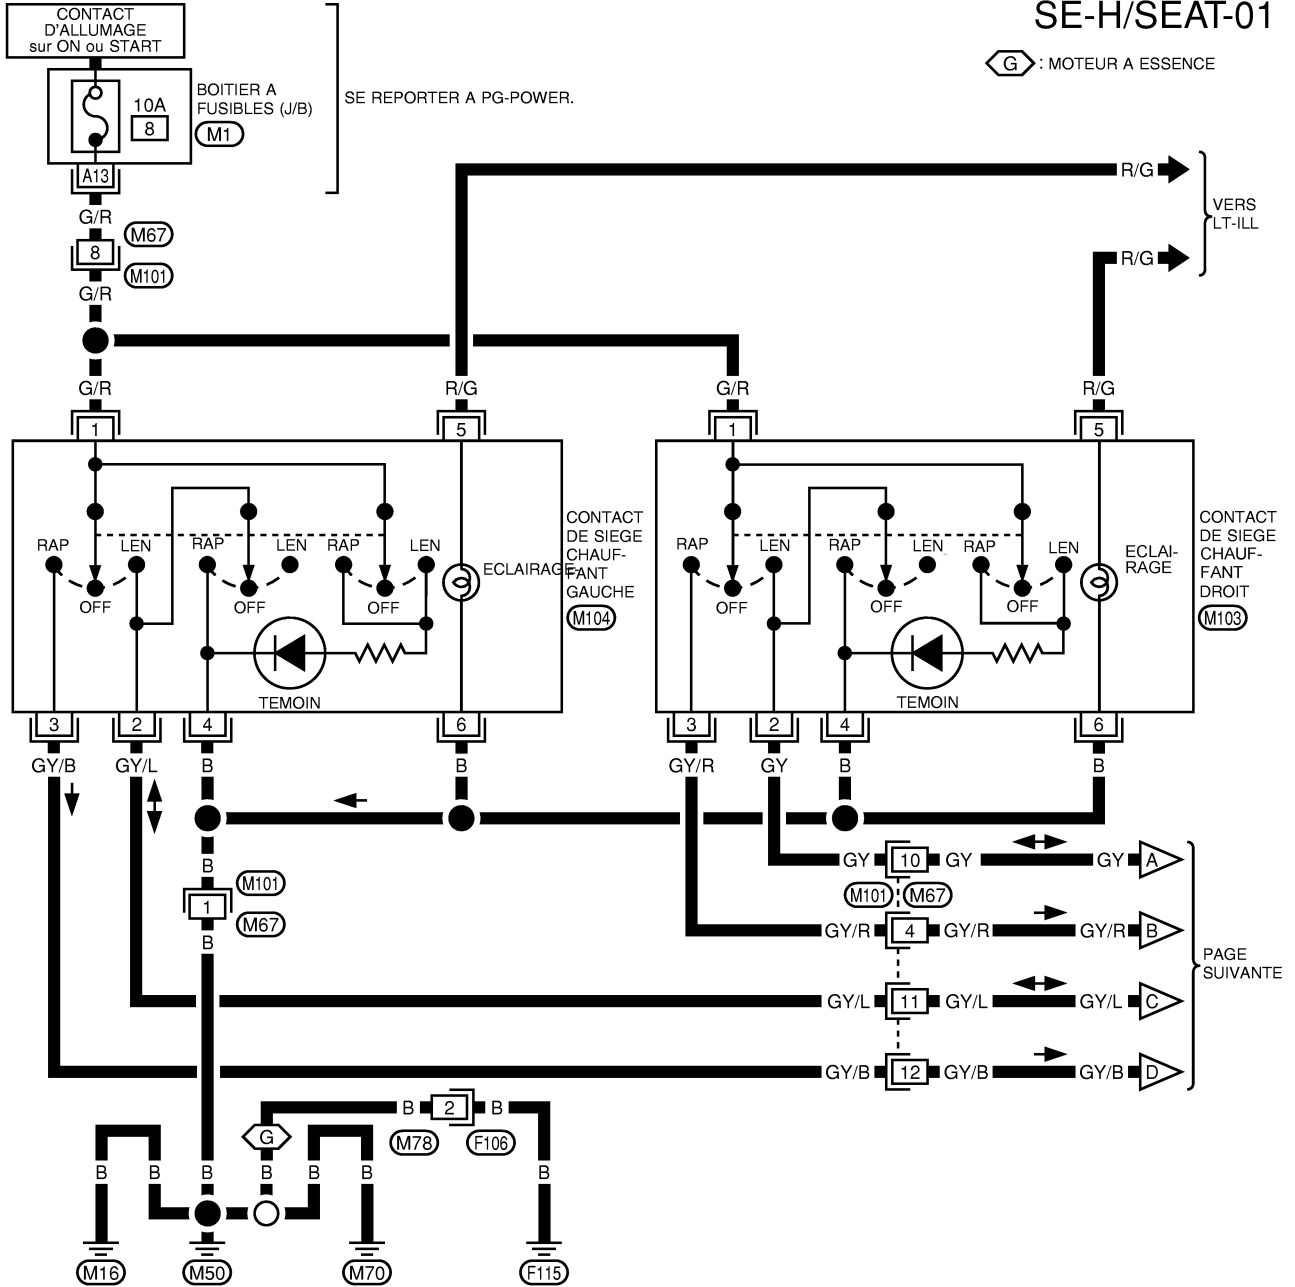 SE-H/SEAT-01
G : MOTEUR A ESSENCE
CONTACT
D'ALLUMAGE
sur ON ou START
10A
8
BOITIER A
FUSIBLES (J/B)
M1
SE REPORTER A PG-POWER.
A13
G/R
M67
8
M101
G/R
R/G
R/G
VERS
LT-ILL
G/R
R/G
G/R
R/G
1
5
1
5
RAP
LEN
RAP
LEN
RAP
LEN
OFF
OFF
OFF
ECLAIRAGE
TEMOIN
CONTACT
DE SIEGE
CHAUF-
FANT
GAUCHE
M104
RAP
LEN
RAP
LEN
RAP
LEN
OFF
OFF
OFF
ECLAI-
RAGE
TEMOIN
CONTACT
DE SIEGE
CHAUF-
FANT
DROIT
M103
3
2
4
6
3
2
4
6
GY/B
GY/L
B
B
GY/R
GY
B
B
B
M101
1
M67
B
GY
10
GY
GY
A
M101
M67
GY/R
4
GY/R
GY/R
B
GY/L
11
GY/L
GY/L
C
GY/B
12
GY/B
GY/B
D
PAGE
SUIVANTE
B
2
B
G
M78
F106
B
B
B
B
B
B
B
M16
M50
M70
F115